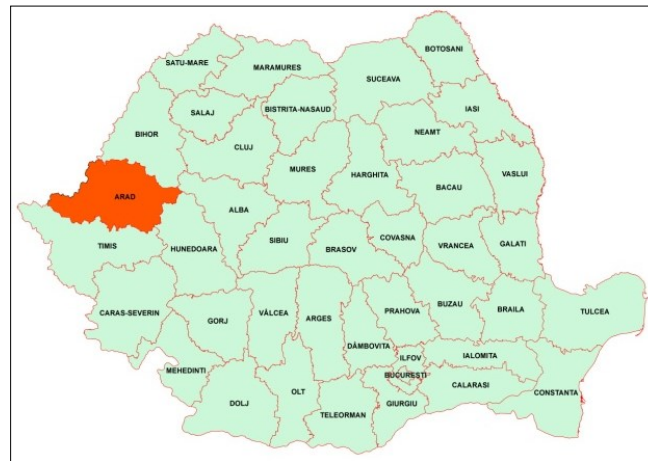 BOTOSANI
SATU-MARE
MARAMURES
SUCEAVA
SALAJ
BISTRITA-NASAUD
IASI
BIHOR
CLUJ
NEAMT
MURES
HARGHITA
VASLUI
BACAU
ARAD
ALBA
TIMIS
HUNEDOARA
SIBIU
BRASOV
COVASNA
VRANCEA
GALATI
CARAS-SEVERIN
GORJ
VÂLCEA
ARGES
PRAHOVA
BUZAU
BRAILA
TULCEA
DÂMBOVITA
ILFOV
IALOMITA
MEHEDINTI
BUCURESTI
CALARASI
OLT
DOLJ
TELEORMAN
GIURGIU
CONSTANTA